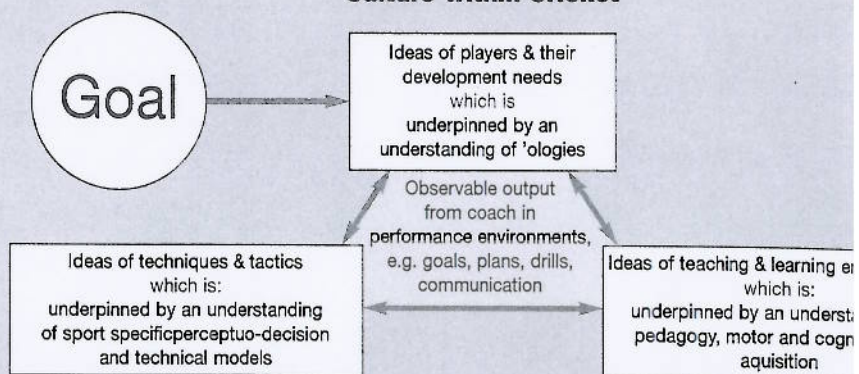 Goal
Ideas of players & their
development needs
which is
underpinned by an
understanding of 'ologies
Observable output
from coach in
performance environments,
e.g. goals, plans, drills,
communication
Ideas of techniques & tactics
which is:
underpinned by an understanding
of sport specificperceptuo-decision
and technical models
Ideas of teaching & learning
which is:
underpinned by an
pedagogy, motor and
aquisition